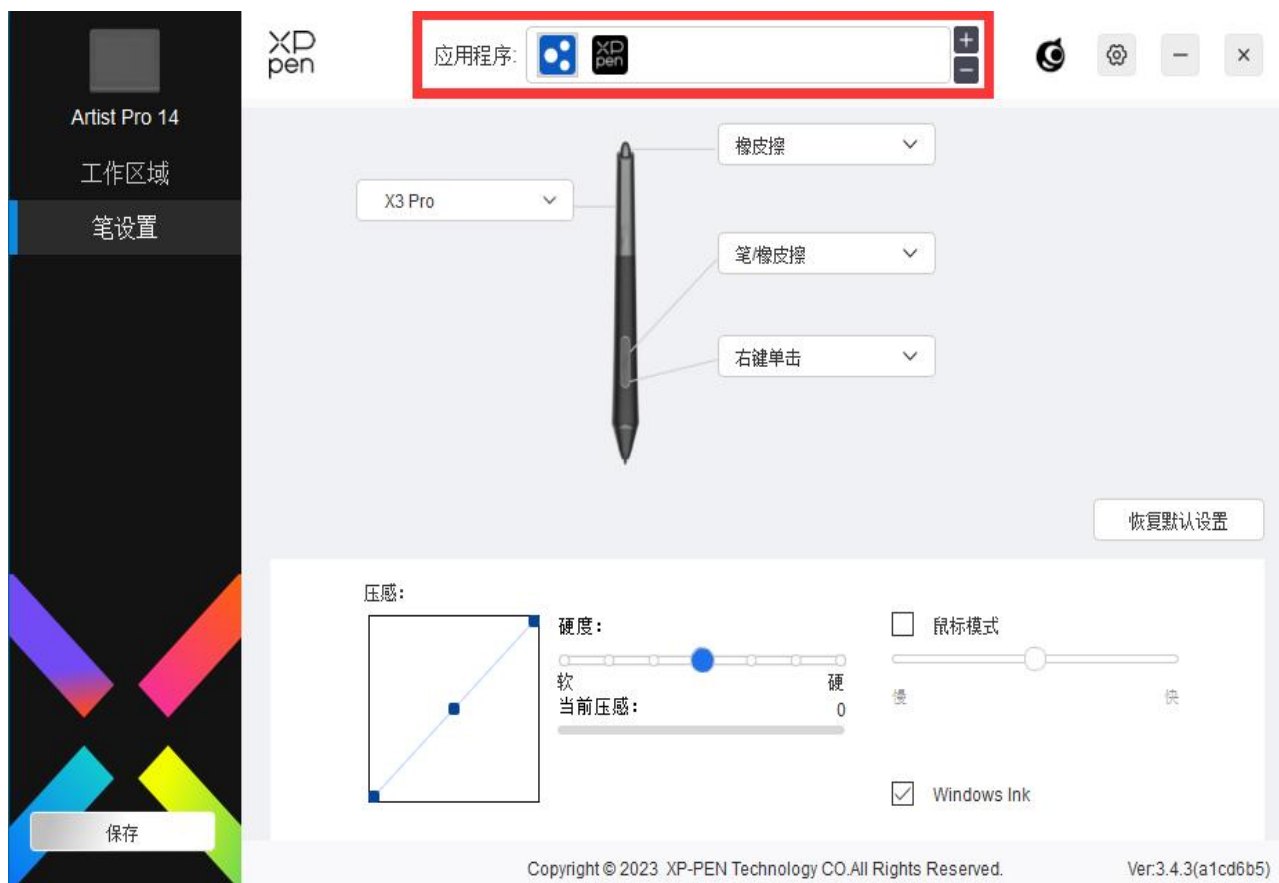 XP
pen
应用程序:
XP
pen
+
−
Artist Pro 14
工作区域
笔设置
橡皮擦
X3 Pro
笔/橡皮擦
右键单击
恢复默认设置
压感:
硬度:
软 硬
当前压感: 0
鼠标模式
慢 快
Windows Ink
保存
Copyright © 2023 XP-PEN Technology CO.All Rights Reserved.
Ver:3.4.3(a1cd6b5)